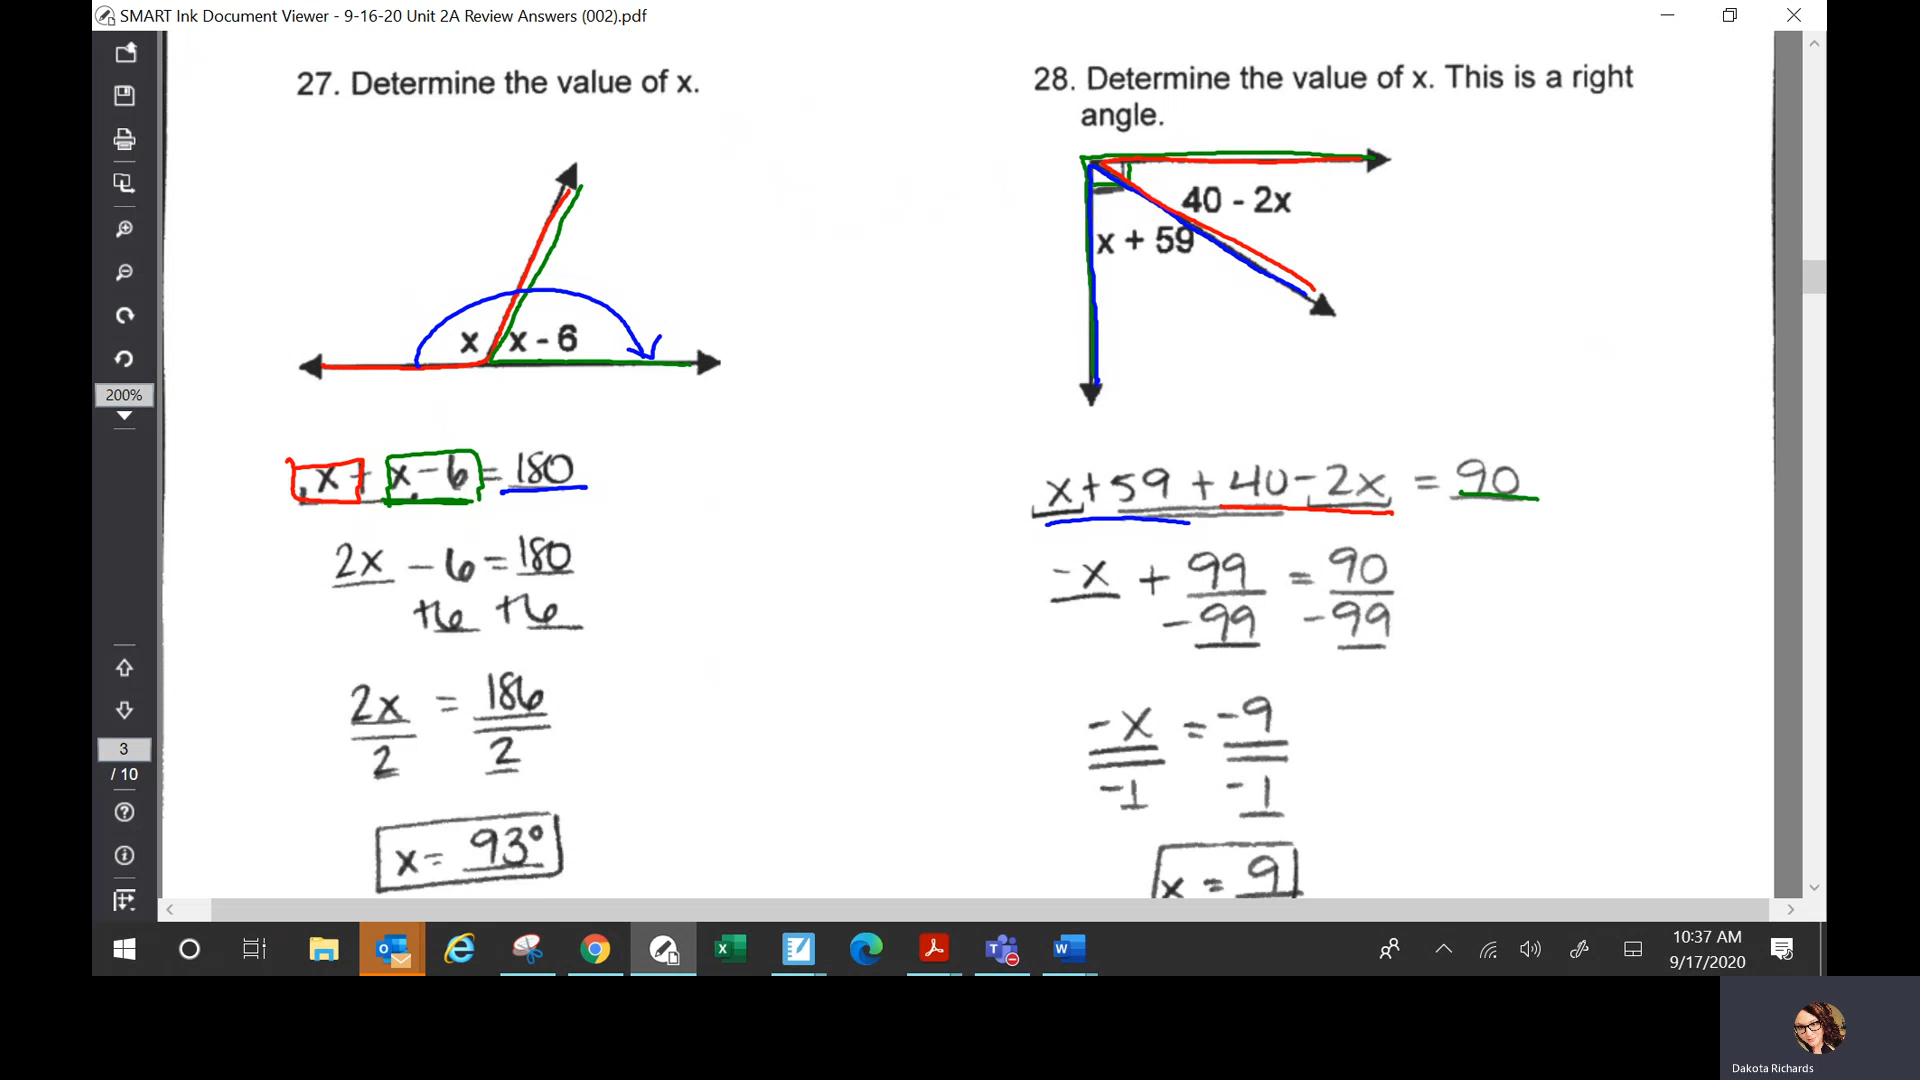 SMART Ink Document Viewer - 9-16-20 Unit 2A Review Answers (002).pdf
27. Determine the value of x.
x x - 6
x + x - 6 = 180
2x - 6 = 180
+6 +6
2x = 186
2 2
x = 93°
28. Determine the value of x. This is a right
angle.
40 - 2x
x + 59
x + 59 + 40 - 2x = 90
-x + 99 = 90
-99 -99
-x = -9
-1 -1
x = 9
200%
3
/ 10
10:37 AM
9/17/2020
Dakota Richards